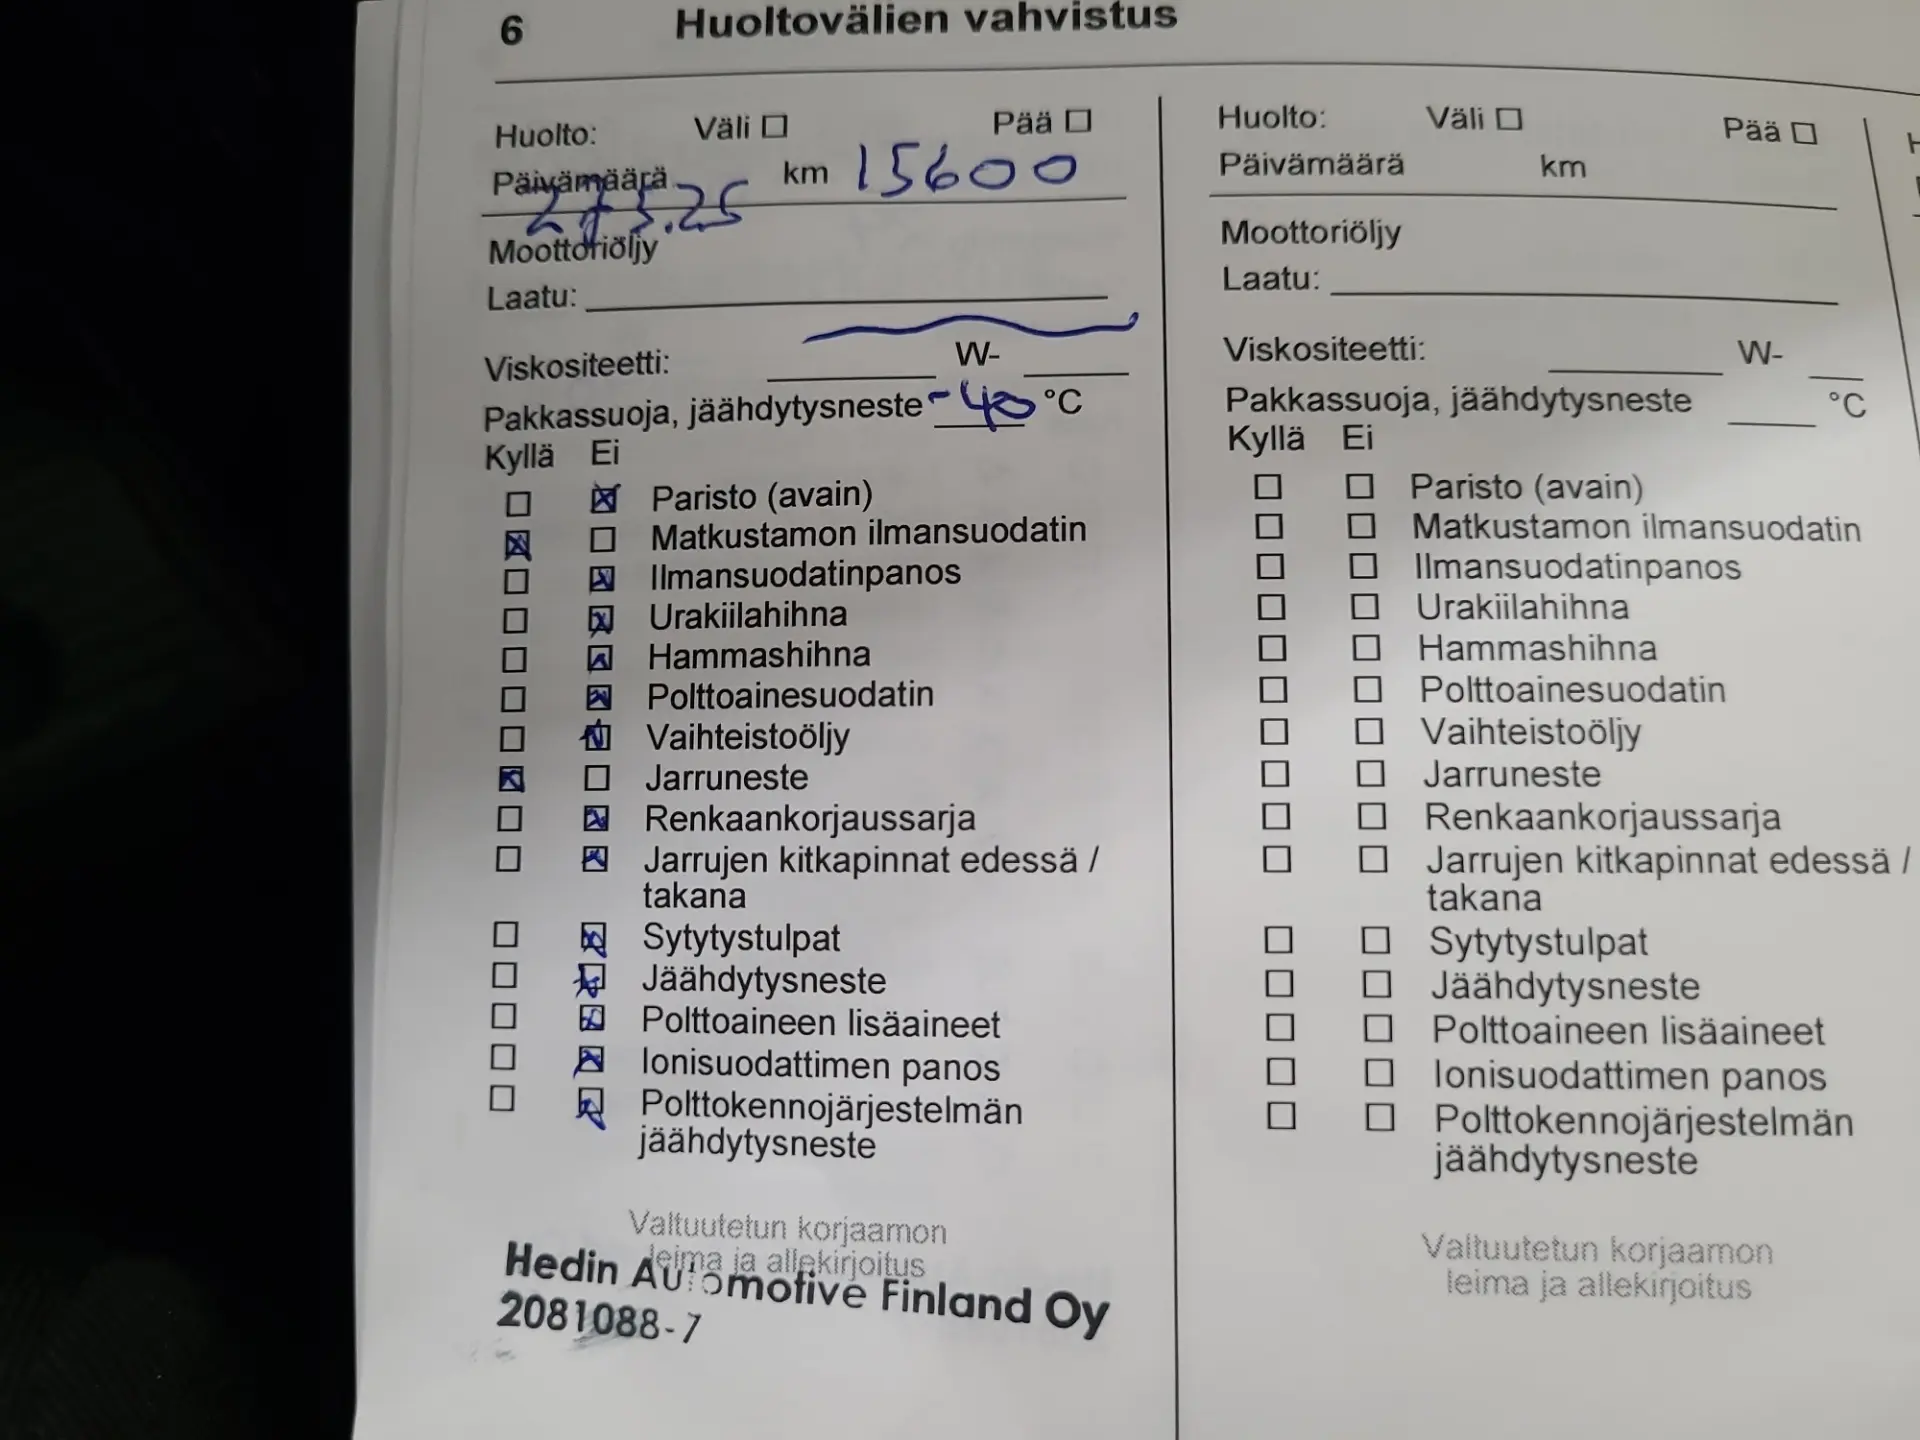 6 Huoltovälien vahvistus
Huolto: Väli Pää
Päivämäärä 27.5.25 km 15600
Moottoriöljy
Laatu:
Viskositeetti: W-
Pakkassuoja, jäähdytysneste -40 °C
Kyllä Ei
Paristo (avain)
Matkustamon ilmansuodatin
Ilmansuodatinpanos
Urakiilahihna
Hammashihna
Polttoainesuodatin
Vaihteistoöljy
Jarruneste
Renkaankorjaussarja
Jarrujen kitkapinnat edessä /
takana
Sytytystulpat
Jäähdytysneste
Polttoaineen lisäaineet
Ionisuodattimen panos
Polttokennojärjestelmän
jäähdytysneste
Valtuutetun korjaamon
leima ja allekirjoitus
Hedin Automotive Finland Oy
2081088-7
Huolto: Väli Pää
Päivämäärä km
Moottoriöljy
Laatu:
Viskositeetti: W-
Pakkassuoja, jäähdytysneste °C
Kyllä Ei
Paristo (avain)
Matkustamon ilmansuodatin
Ilmansuodatinpanos
Urakiilahihna
Hammashihna
Polttoainesuodatin
Vaihteistoöljy
Jarruneste
Renkaankorjaussarja
Jarrujen kitkapinnat edessä /
takana
Sytytystulpat
Jäähdytysneste
Polttoaineen lisäaineet
Ionisuodattimen panos
Polttokennojärjestelmän
jäähdytysneste
Valtuutetun korjaamon
leima ja allekirjoitus